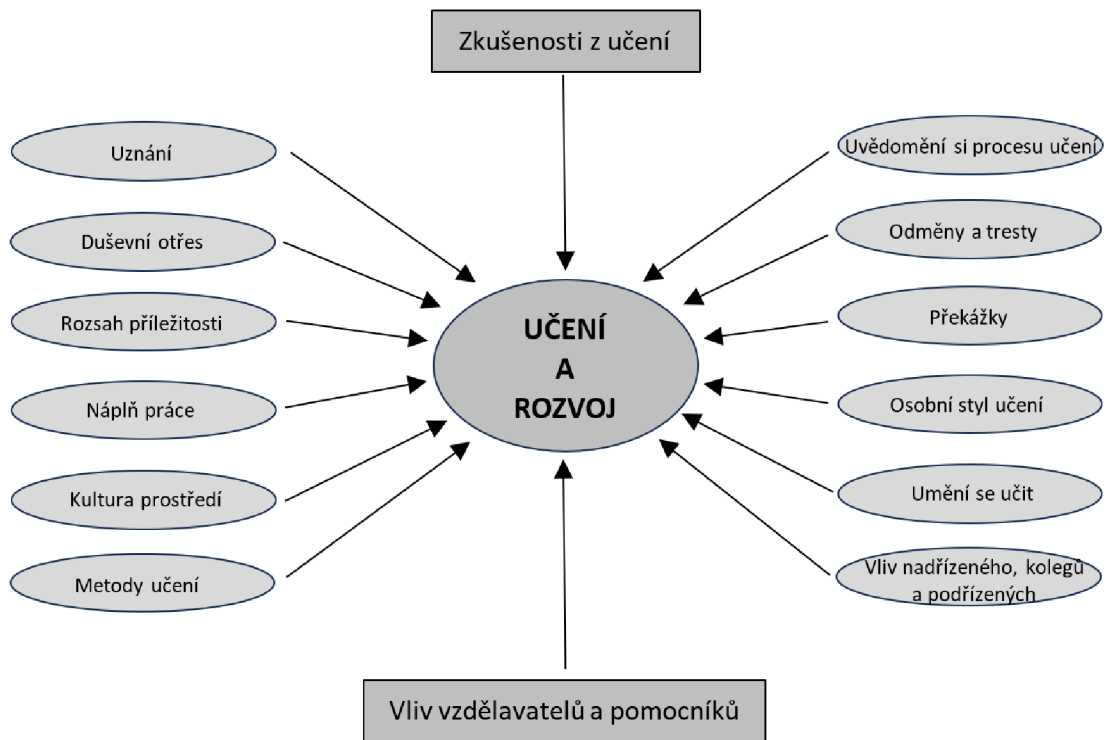 Zkušenosti z učení
Uznání
Duševní otřes
Rozsah příležitosti
Náplň práce
Kultura prostředí
Metody učení
UČENÍ
A
ROZVOJ
Uvědomění si procesu učení
Odměny a tresty
Překážky
Osobní styl učení
Umění se učit
Vliv nadřízeného, kolegů
a podřízených
Vliv vzdělavatelů a pomocníků